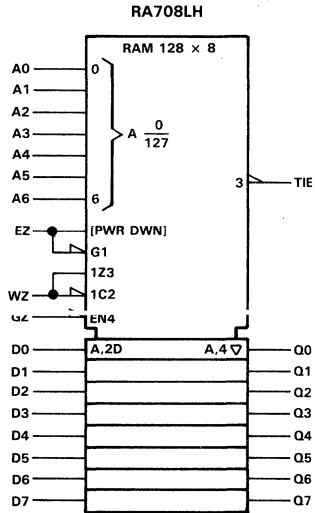 RA708LH
RAM 128 × 8
A0 0
A1
A2
A3 A 0/127
A4
A5
A6 6
3 TIE
EZ [PWR DWN]
G1
1Z3
WZ 1C2
GZ EN4
D0 A,2D A,4 ▽ Q0
D1 Q1
D2 Q2
D3 Q3
D4 Q4
D5 Q5
D6 Q6
D7 Q7